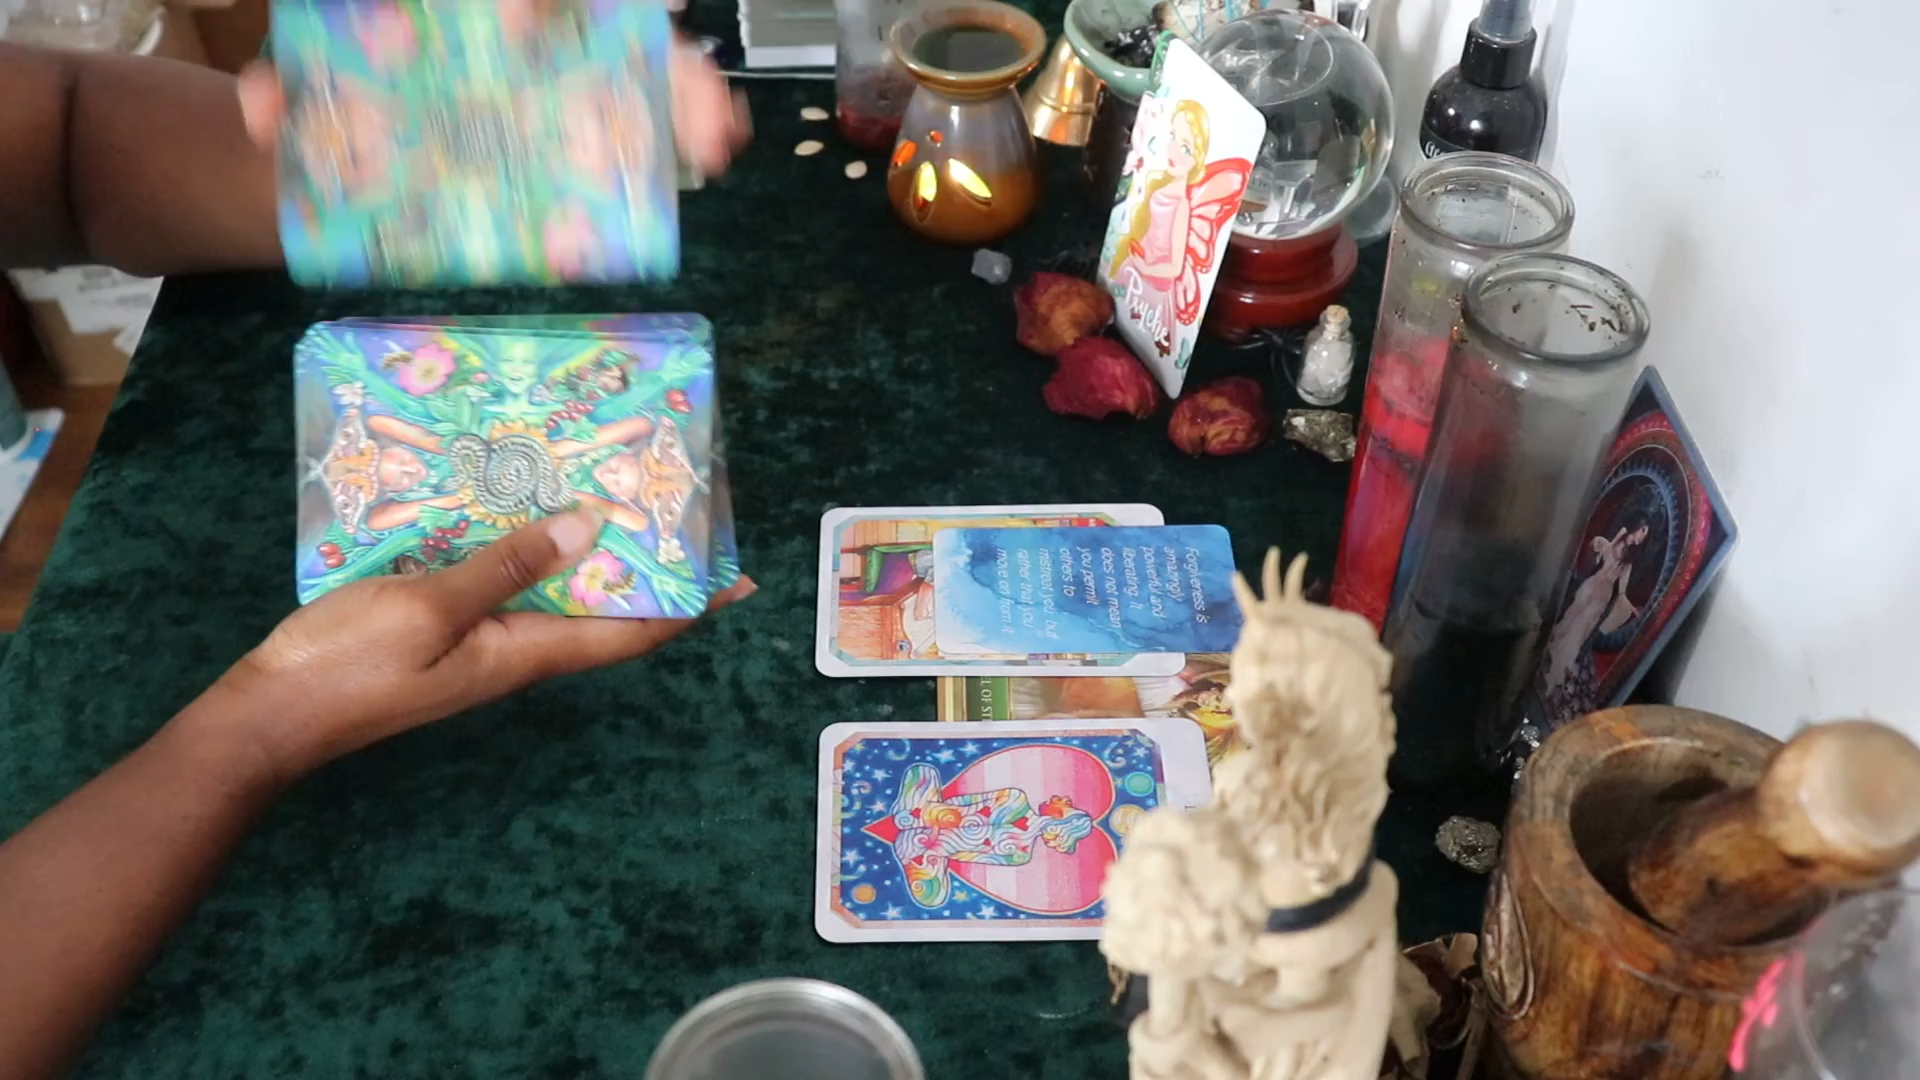 Psyche
Forgiveness is
amazingly
powerful and
liberating. It
does not mean
you permit
others to
mistreat you, but
rather that you
move on from it